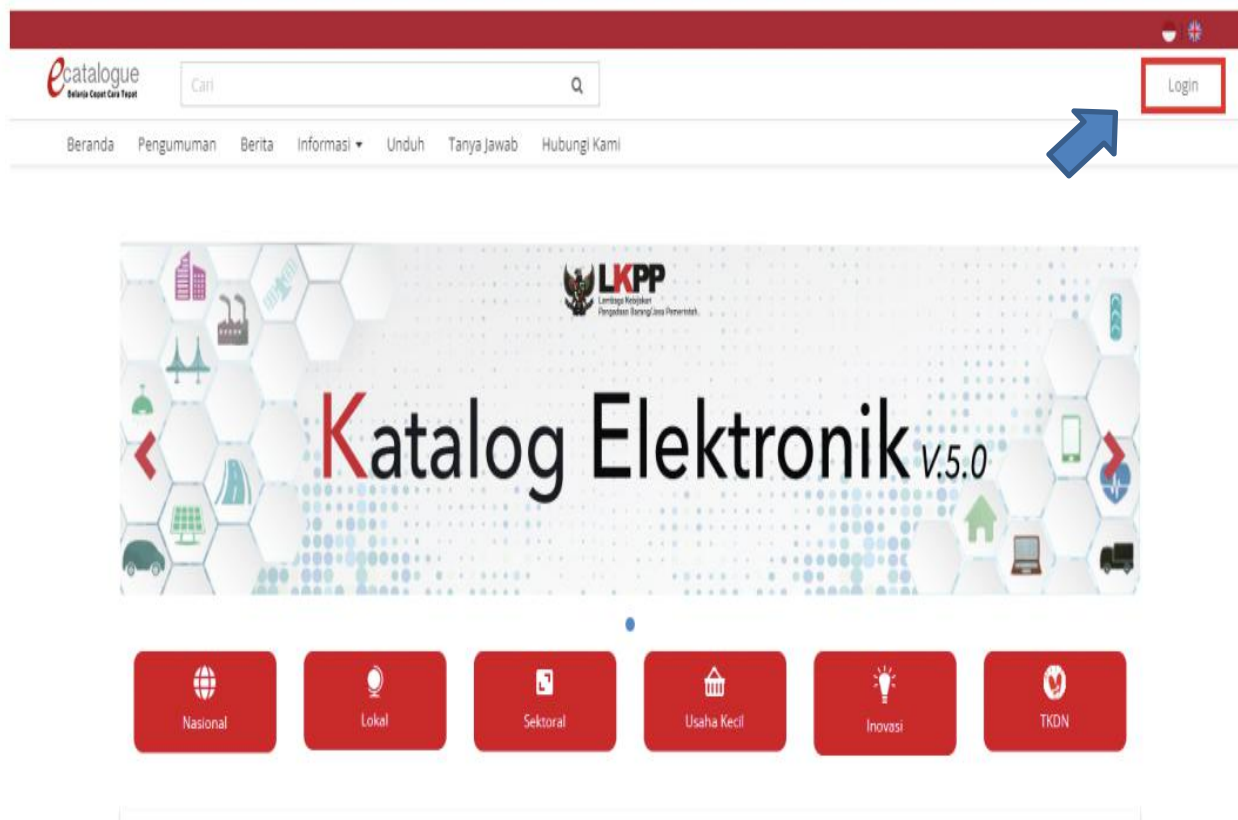 ecatalogue
Belanja Cepat Cara Tepat
Cari
Login
Beranda Pengumuman Berita Informasi Unduh Tanya Jawab Hubungi Kami
LKPP
Lembaga Kebijakan
Pengadaan Barang/Jasa Pemerintah
Katalog Elektronik V.5.0
Nasional Lokal Sektoral Usaha Kecil Inovasi TKDN